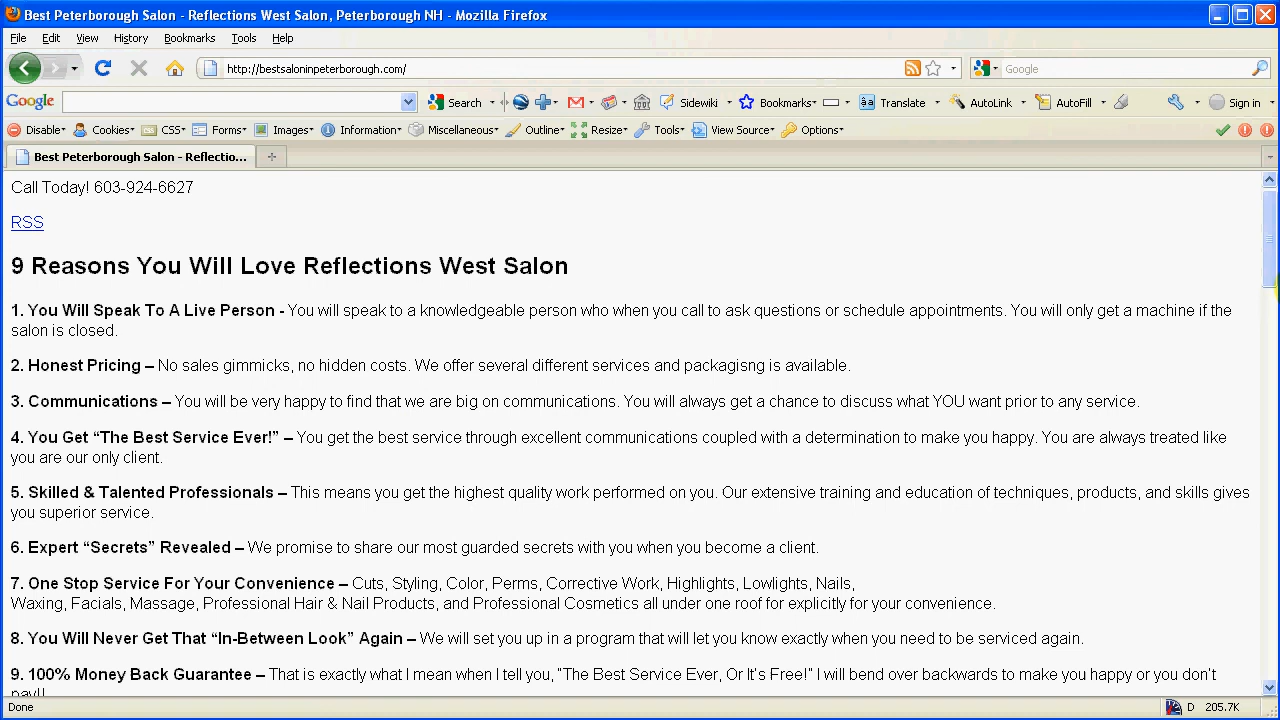 Best Peterborough Salon - Reflections West Salon, Peterborough NH - Mozilla Firefox
File Edit View History Bookmarks Tools Help
http://bestsaloninpeterborough.com/ Google
Google Search Sidewiki Bookmarks Translate AutoLink AutoFill Sign in
Disable Cookies CSS Forms Images Information Miscellaneous Outline Resize Tools View Source Options
Best Peterborough Salon - Reflectio...
Call Today! 603-924-6627
RSS
9 Reasons You Will Love Reflections West Salon
1. You Will Speak To A Live Person - You will speak to a knowledgeable person who when you call to ask questions or schedule appointments. You will only get a machine if the
salon is closed.
2. Honest Pricing – No sales gimmicks, no hidden costs. We offer several different services and packagisng is available.
3. Communications – You will be very happy to find that we are big on communications. You will always get a chance to discuss what YOU want prior to any service.
4. You Get “The Best Service Ever!” – You get the best service through excellent communications coupled with a determination to make you happy. You are always treated like
you are our only client.
5. Skilled & Talented Professionals – This means you get the highest quality work performed on you. Our extensive training and education of techniques, products, and skills gives
you superior service.
6. Expert “Secrets” Revealed – We promise to share our most guarded secrets with you when you become a client.
7. One Stop Service For Your Convenience – Cuts, Styling, Color, Perms, Corrective Work, Highlights, Lowlights, Nails,
Waxing, Facials, Massage, Professional Hair & Nail Products, and Professional Cosmetics all under one roof for explicitly for your convenience.
8. You Will Never Get That “In-Between Look” Again – We will set you up in a program that will let you know exactly when you need to be serviced again.
9. 100% Money Back Guarantee – That is exactly what I mean when I tell you, “The Best Service Ever, Or It’s Free!” I will bend over backwards to make you happy or you don’t
pay!!
Done D 205.7K